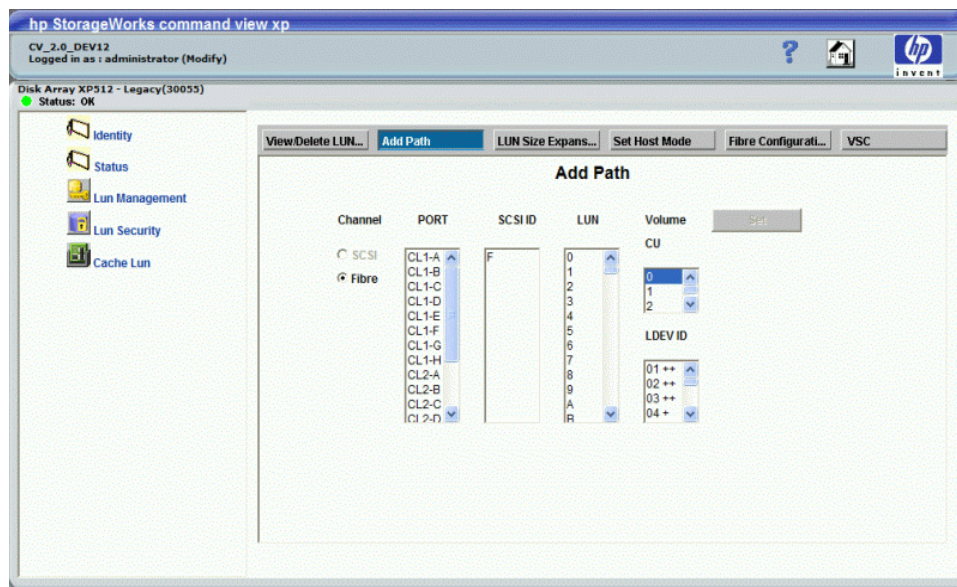 hp StorageWorks command view xp
CV_2.0_DEV12
Logged in as : administrator (Modify)
?
hp
invent
Disk Array XP512 - Legacy(30055)
Status: OK
Identity
Status
Lun Management
Lun Security
Cache Lun
View/Delete LUN... Add Path LUN Size Expans... Set Host Mode Fibre Configurati... VSC
Add Path
Channel PORT SCSI ID LUN Volume Set
CU
SCSI
Fibre
CL1-A
CL1-B
CL1-C
CL1-D
CL1-E
CL1-F
CL1-G
CL1-H
CL2-A
CL2-B
CL2-C
CL2-D
F
0
1
2
3
4
5
6
7
8
9
A
B
0
1
2
LDEV ID
01 ++
02 ++
03 ++
04 +